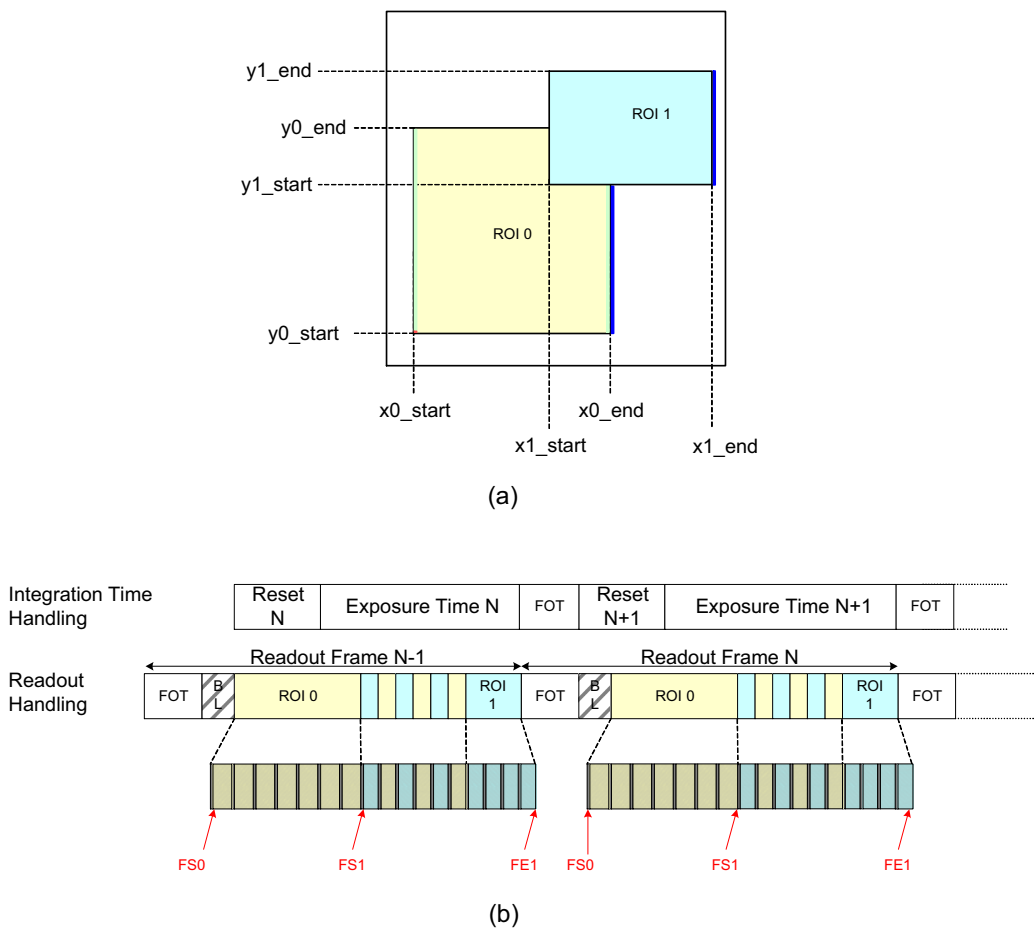 y1_end
ROI 1
y0_end
y1_start
ROI 0
y0_start
x0_start
x0_end
x1_start
x1_end
(a)
Integration Time
Handling
Reset
N
Exposure Time N
FOT
Reset
N+1
Exposure Time N+1
FOT
Readout Frame N-1
Readout Frame N
Readout
Handling
FOT
B
L
ROI 0
ROI
1
FOT
B
L
ROI 0
ROI
1
FOT
FS0
FS1
FE1
FS0
FS1
FE1
(b)